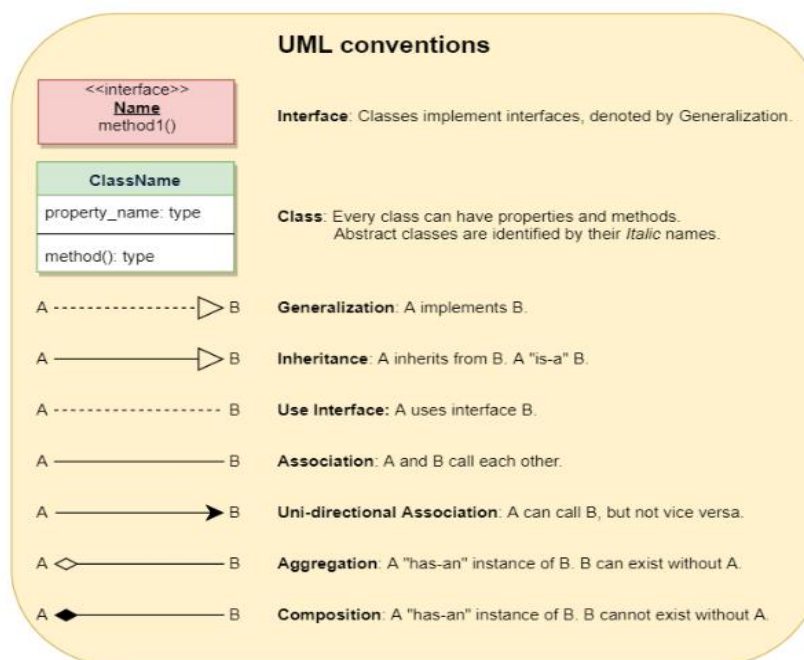 UML conventions
<<interface>>
Name
method1()
Interface: Classes implement interfaces, denoted by Generalization.
ClassName
property_name: type
method(): type
Class: Every class can have properties and methods.
Abstract classes are identified by their Italic names.
A B Generalization: A implements B.
A B Inheritance: A inherits from B. A "is-a" B.
A B Use Interface: A uses interface B.
A B Association: A and B call each other.
A B Uni-directional Association: A can call B, but not vice versa.
A B Aggregation: A "has-an" instance of B. B can exist without A.
A B Composition: A "has-an" instance of B. B cannot exist without A.